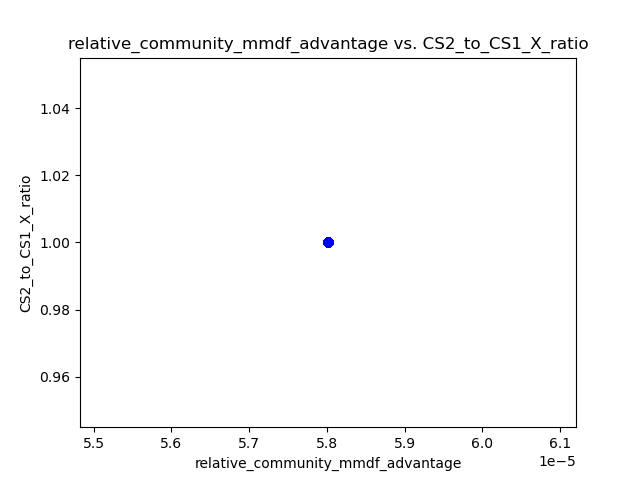 relative_community_mmdf_advantage vs. CS2_to_CS1_X_ratio
1.04
1.02
1.00
0.98
0.96
CS2_to_CS1_X_ratio
5.5 5.6 5.7 5.8 5.9 6.0 6.1
1e−5
relative_community_mmdf_advantage